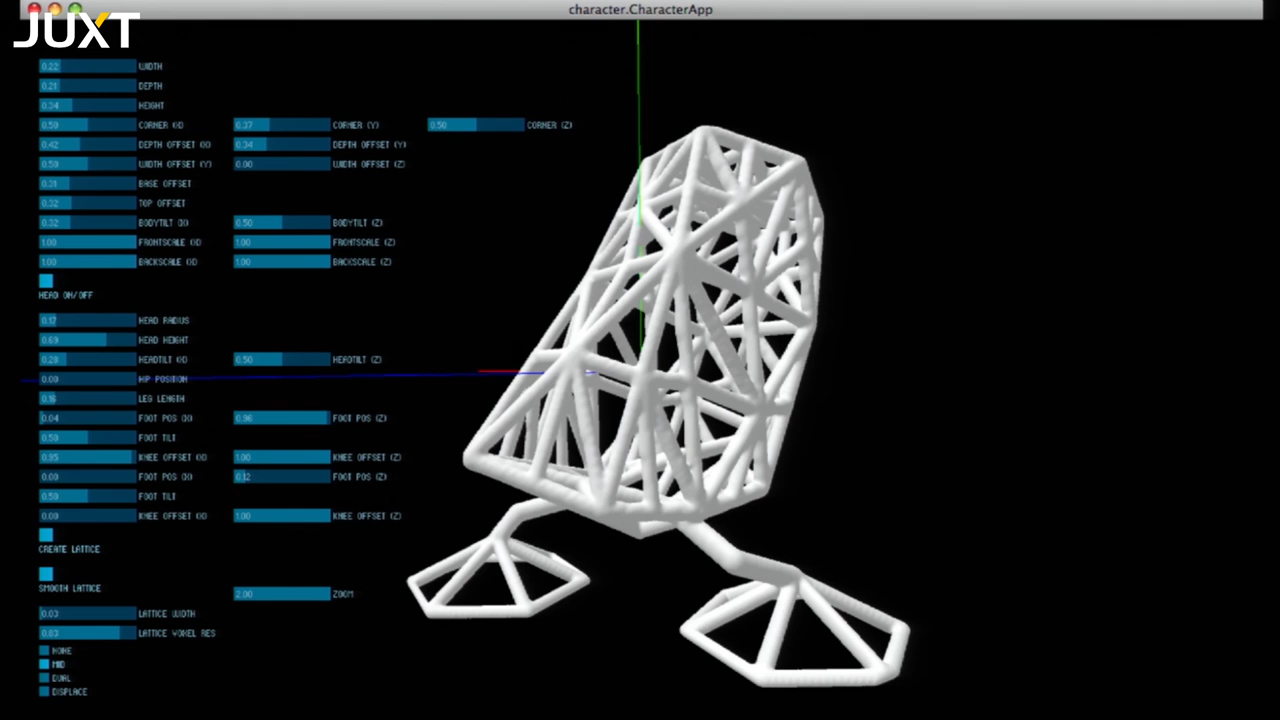 character.CharacterApp
JUXT
0.22 WIDTH
0.21 DEPTH
0.34 HEIGHT
0.50 CORNER (X) 0.37 CORNER (Y) 0.50 CORNER (Z)
0.42 DEPTH OFFSET (X) 0.34 DEPTH OFFSET (Y)
0.50 WIDTH OFFSET (Y) 0.00 WIDTH OFFSET (Z)
0.31 BASE OFFSET
0.32 TOP OFFSET
0.32 BODYTILT (X) 0.50 BODYTILT (Z)
1.00 FRONTSCALE (X) 1.00 FRONTSCALE (Z)
1.00 BACKSCALE (X) 1.00 BACKSCALE (Z)
HEAD ON/OFF
0.17 HEAD RADIUS
0.69 HEAD HEIGHT
0.28 HEADTILT (X) 0.50 HEADTILT (Z)
0.00 HIP POSITION
0.16 LEG LENGTH
0.04 FOOT POS (X) 0.96 FOOT POS (Z)
0.50 FOOT TILT
0.95 KNEE OFFSET (X) 1.00 KNEE OFFSET (Z)
0.00 FOOT POS (X) 0.12 FOOT POS (Z)
0.50 FOOT TILT
0.00 KNEE OFFSET (X) 1.00 KNEE OFFSET (Z)
CREATE LATTICE
SMOOTH LATTICE
2.00 ZOOM
0.03 LATTICE WIDTH
0.83 LATTICE VOXEL RES
NONE
MID
DUAL
DISPLACE